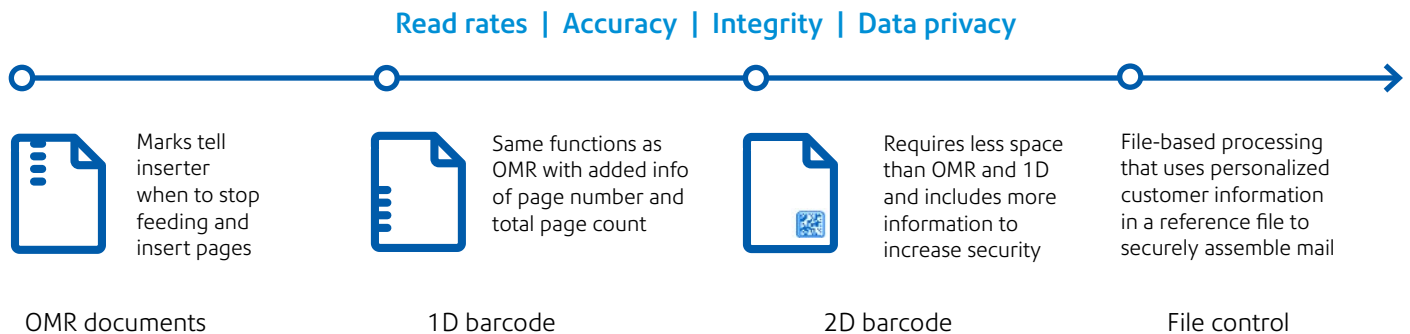 Read rates | Accuracy | Integrity | Data privacy
Marks tell
inserter
when to stop
feeding and
insert pages
Same functions as
OMR with added info
of page number and
total page count
Requires less space
than OMR and 1D
and includes more
information to
increase security
File-based processing
that uses personalized
customer information
in a reference file to
securely assemble mail
OMR documents
1D barcode
2D barcode
File control